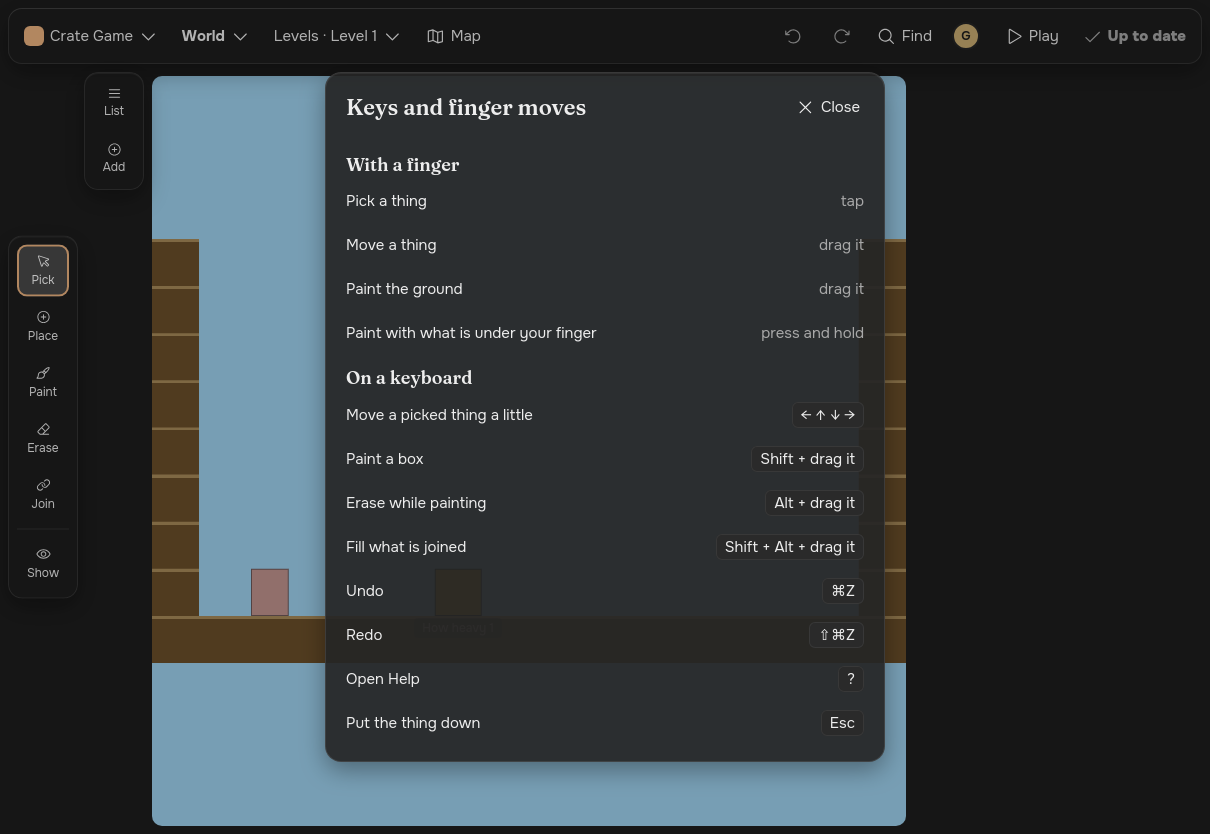 Crate Game World Levels · Level 1 Map Find G Play Up to date
List
Add
Pick
Place
Paint
Erase
Join
Show
Keys and finger moves Close
With a finger
Pick a thing tap
Move a thing drag it
Paint the ground drag it
Paint with what is under your finger press and hold
On a keyboard
Move a picked thing a little ← ↑ ↓ →
Paint a box Shift + drag it
Erase while painting Alt + drag it
Fill what is joined Shift + Alt + drag it
Undo ⌘Z
Redo ⇧⌘Z
Open Help ?
Put the thing down Esc